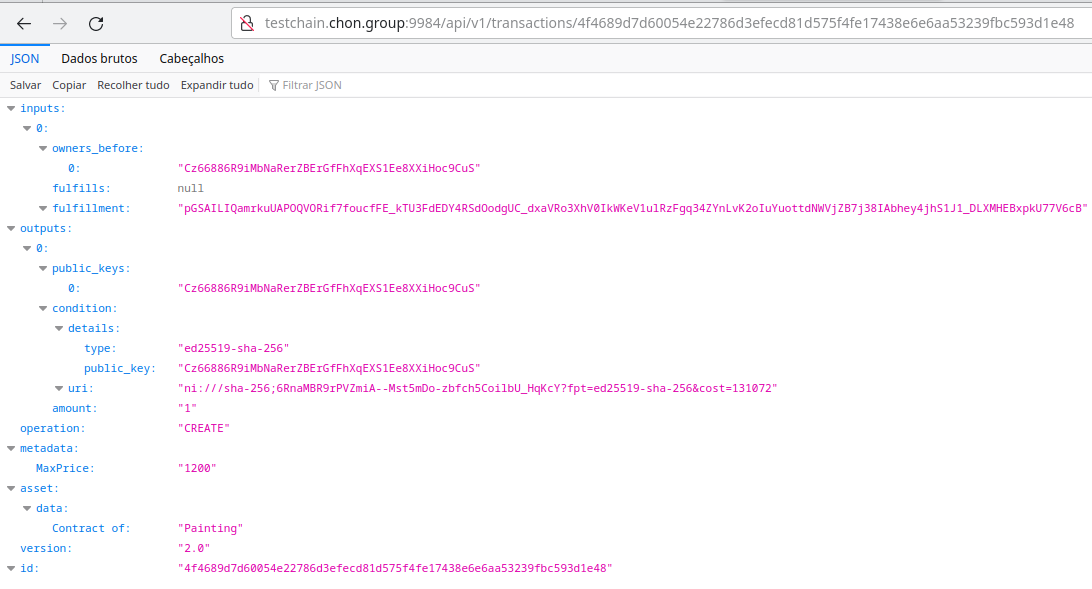 testchain.chon.group:9984/api/v1/transactions/4f4689d7d60054e22786d3efecd81d575f4fe17438e6e6aa53239fbc593d1e48
JSON Dados brutos Cabeçalhos
Salvar Copiar Recolher tudo Expandir tudo Filtrar JSON
inputs:
0:
owners_before:
0: "Cz66886R9iMbNaRerZBErGfFhXqEXS1Ee8XXiHoc9CuS"
fulfills: null
fulfillment: "pGSAILIQamrkuUAPOQVORif7foucfFE_kTU3FdEDY4RSdOodgUC_dxaVRo3XhV0IkWKeV1ulRzFgq34ZYnLvK2oIuYuottdNWVjZB7j38IAbhey4jhS1J1_DLXMHEBxpkU77V6cB"
outputs:
0:
public_keys:
0: "Cz66886R9iMbNaRerZBErGfFhXqEXS1Ee8XXiHoc9CuS"
condition:
details:
type: "ed25519-sha-256"
public_key: "Cz66886R9iMbNaRerZBErGfFhXqEXS1Ee8XXiHoc9CuS"
uri: "ni:///sha-256;6RnaMBR9rPVZmiA--Mst5mDo-zbfch5Coi1bU_HqKcY?fpt=ed25519-sha-256&cost=131072"
amount: "1"
operation: "CREATE"
metadata:
MaxPrice: "1200"
asset:
data:
Contract of: "Painting"
version: "2.0"
id: "4f4689d7d60054e22786d3efecd81d575f4fe17438e6e6aa53239fbc593d1e48"